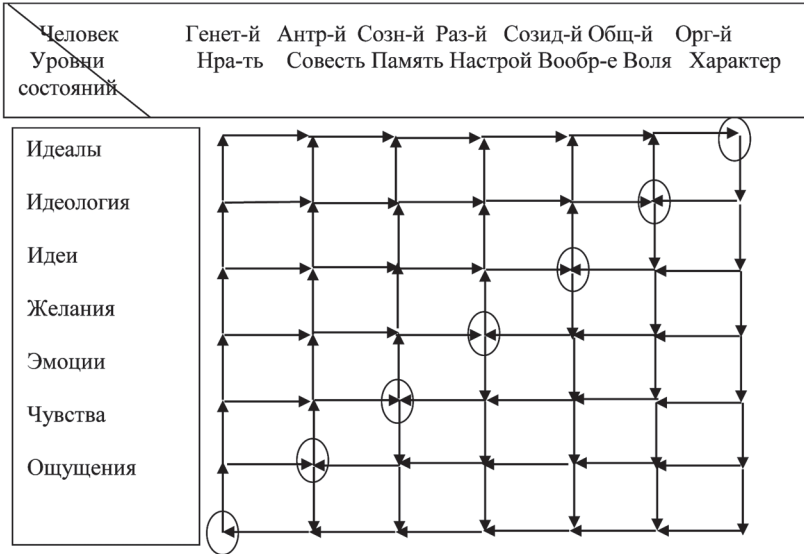 Человек Генет-й Антр-й Созн-й Раз-й Созид-й Общ-й Орг-й
Уровни Нра-ть Совесть Память Настрой Вообр-е Воля Характер
состояний
Идеалы
Идеология
Идеи
Желания
Эмоции
Чувства
Ощущения